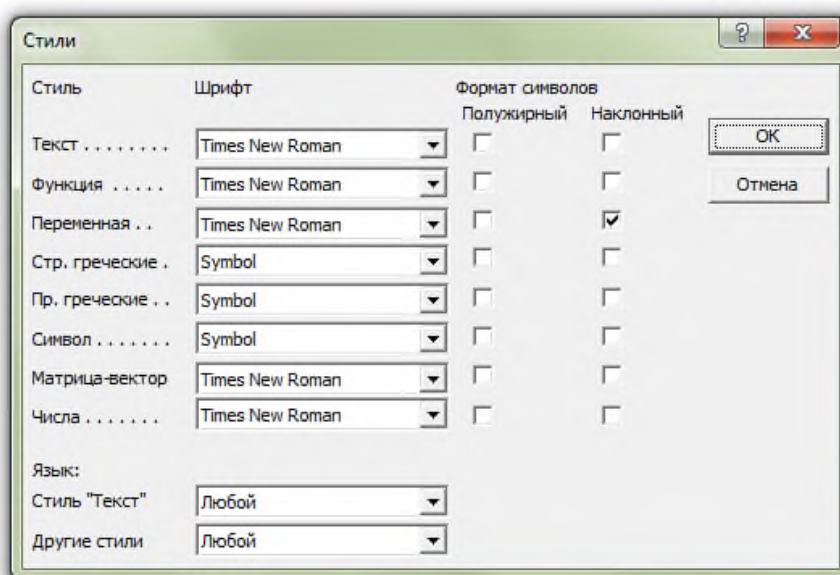 Стили
Стиль Шрифт Формат символов
Полужирный Наклонный
Текст . . . . . . . . Times New Roman OK
Функция . . . . . Times New Roman Отмена
Переменная . . Times New Roman
Стр. греческие . Symbol
Пр. греческие . . Symbol
Символ . . . . . . . Symbol
Матрица-вектор Times New Roman
Числа . . . . . . . Times New Roman
Язык:
Стиль "Текст" Любой
Другие стили Любой